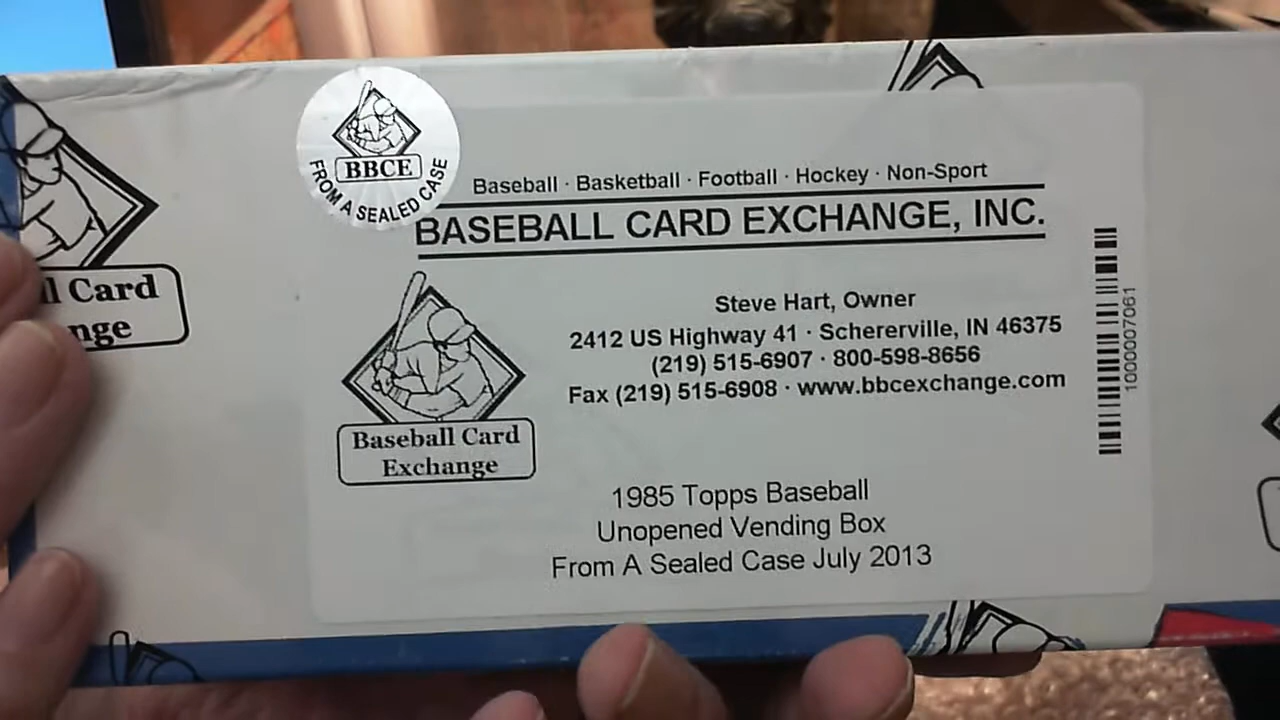 BBCE
FROM A SEALED CASE
Baseball · Basketball · Football · Hockey · Non-Sport
BASEBALL CARD EXCHANGE, INC.
l Card
nge
Steve Hart, Owner
2412 US Highway 41 · Schererville, IN 46375
(219) 515-6907 · 800-598-8656
Fax (219) 515-6908 · www.bbcexchange.com
1000007061
Baseball Card
Exchange
1985 Topps Baseball
Unopened Vending Box
From A Sealed Case July 2013